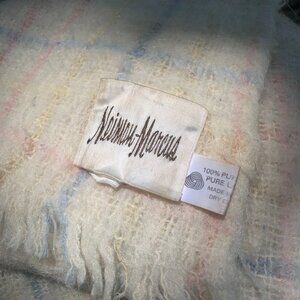 Neiman-Marcus
100% PU
PURE
MADE
DRY